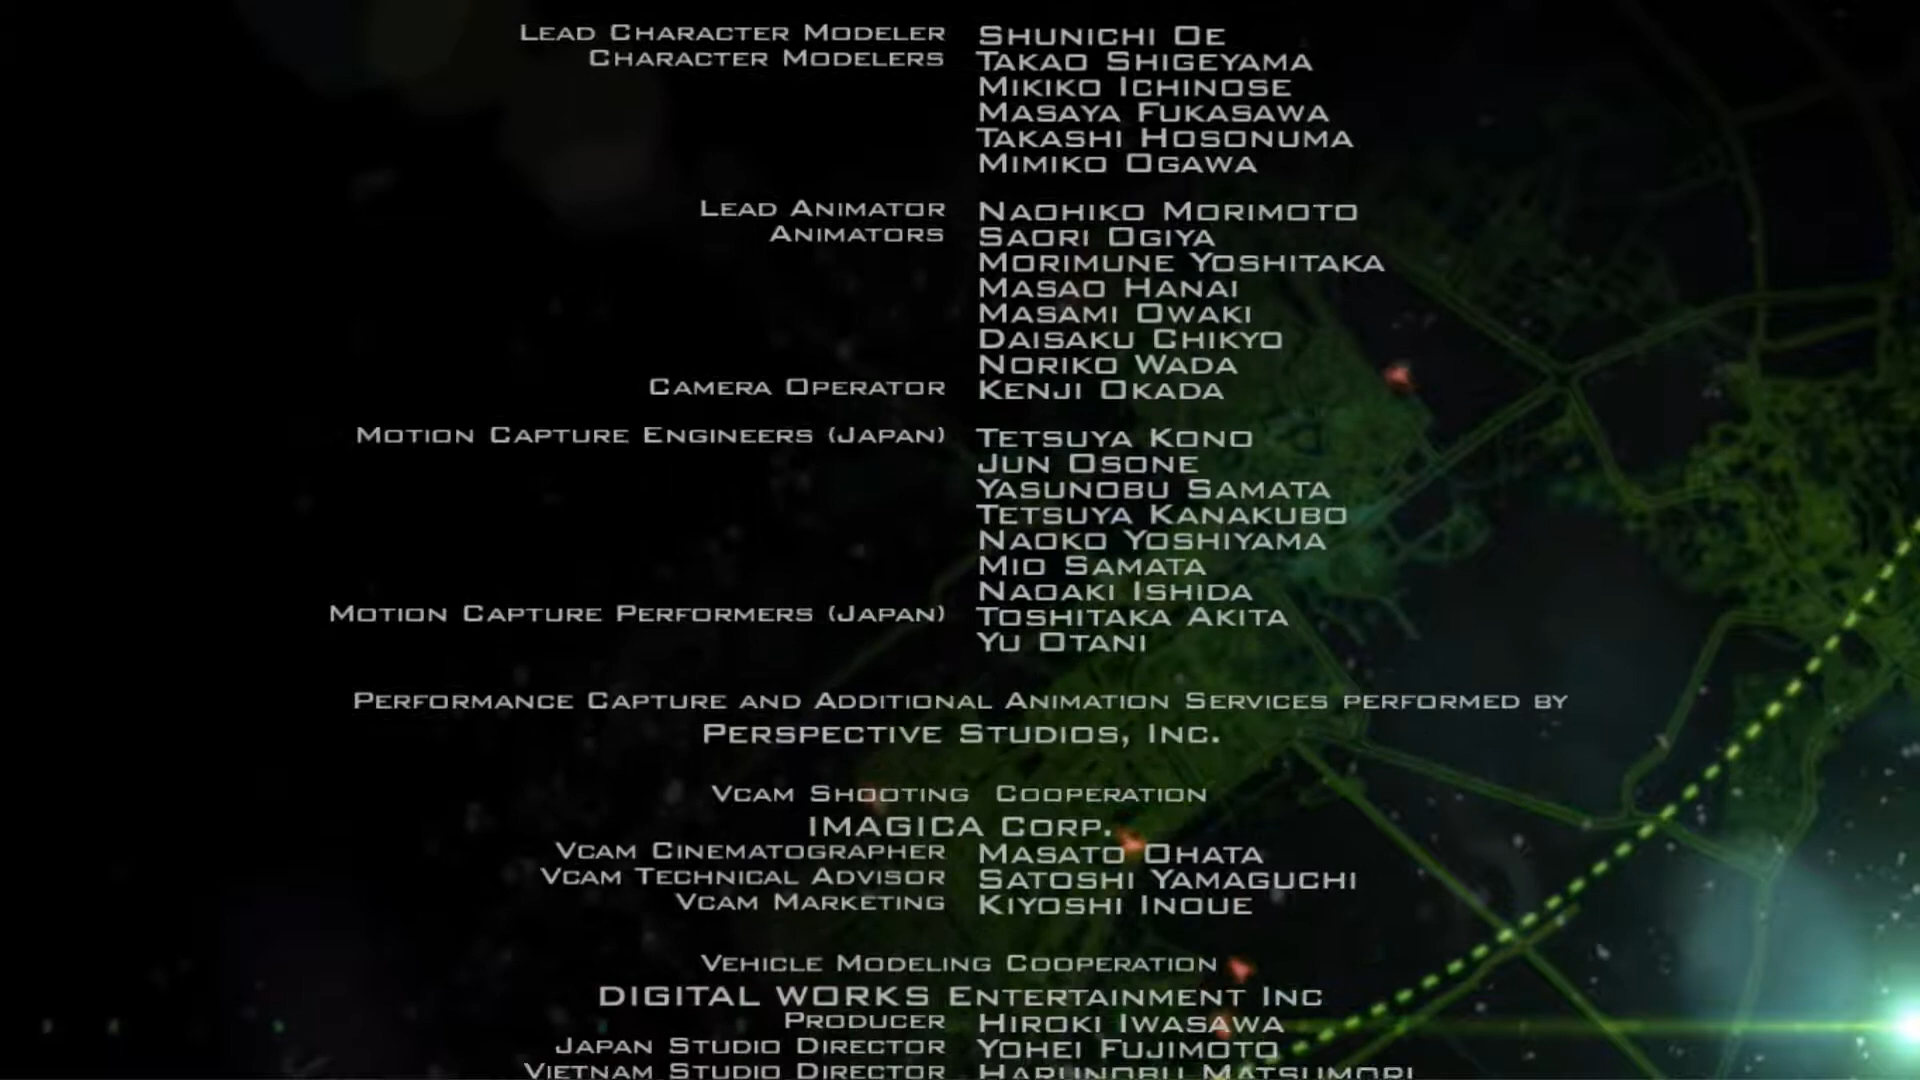 LEAD CHARACTER MODELER SHUNICHI OE
CHARACTER MODELERS TAKAO SHIGEYAMA
MIKIKO ICHINOSE
MASAYA FUKASAWA
TAKASHI HOSONUMA
MIMIKO OGAWA
LEAD ANIMATOR NAOHIKO MORIMOTO
ANIMATORS SAORI OGIYA
MORIMUNE YOSHITAKA
MASAO HANAI
MASAMI OWAKI
DAISAKU CHIKYO
NORIKO WADA
CAMERA OPERATOR KENJI OKADA
MOTION CAPTURE ENGINEERS (JAPAN) TETSUYA KONO
JUN OSONE
YASUNOBU SAMATA
TETSUYA KANAKUBO
NAOKO YOSHIYAMA
MIO SAMATA
NAOAKI ISHIDA
MOTION CAPTURE PERFORMERS (JAPAN) TOSHITAKA AKITA
YU OTANI
PERFORMANCE CAPTURE AND ADDITIONAL ANIMATION SERVICES PERFORMED BY
PERSPECTIVE STUDIOS, INC.
VCAM SHOOTING COOPERATION
IMAGICA CORP.
VCAM CINEMATOGRAPHER MASATO OHATA
VCAM TECHNICAL ADVISOR SATOSHI YAMAGUCHI
VCAM MARKETING KIYOSHI INOUE
VEHICLE MODELING COOPERATION
DIGITAL WORKS ENTERTAINMENT INC
PRODUCER HIROKI IWASAWA
JAPAN STUDIO DIRECTOR YOHEI FUJIMOTO
VIETNAM STUDIO DIRECTOR HARUNOBU MATSUMORI